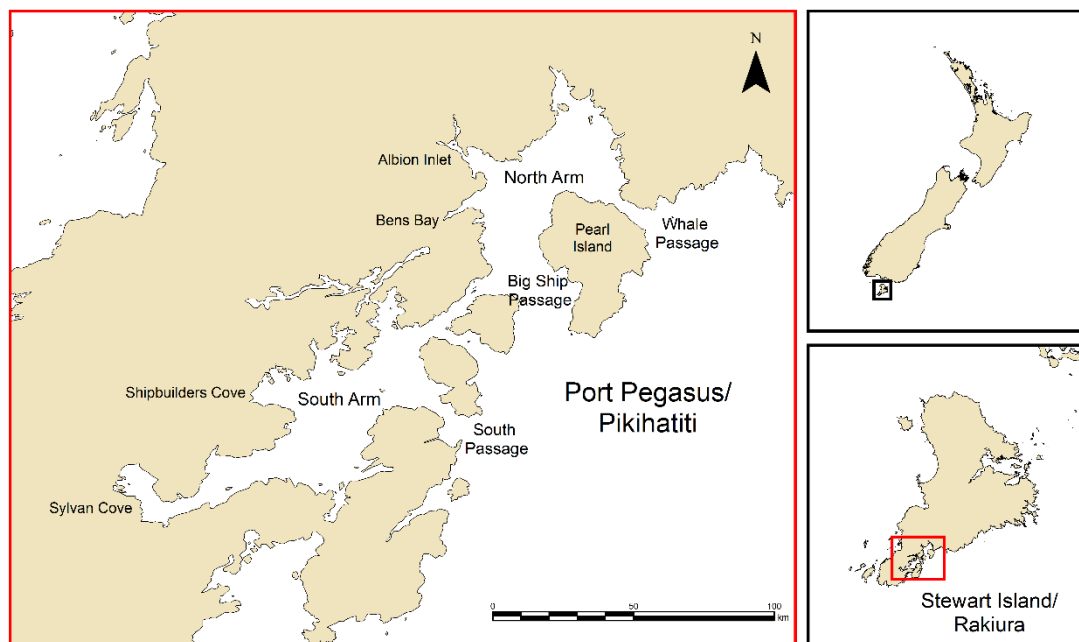 N
Albion Inlet
North Arm
Bens Bay
Whale
Passage
Pearl
Island
Big Ship
Passage
Shipbuilders Cove
South Arm
Port Pegasus/
Pikihatiti
South
Passage
Sylvan Cove
0 50 100
km
Stewart Island/
Rakiura